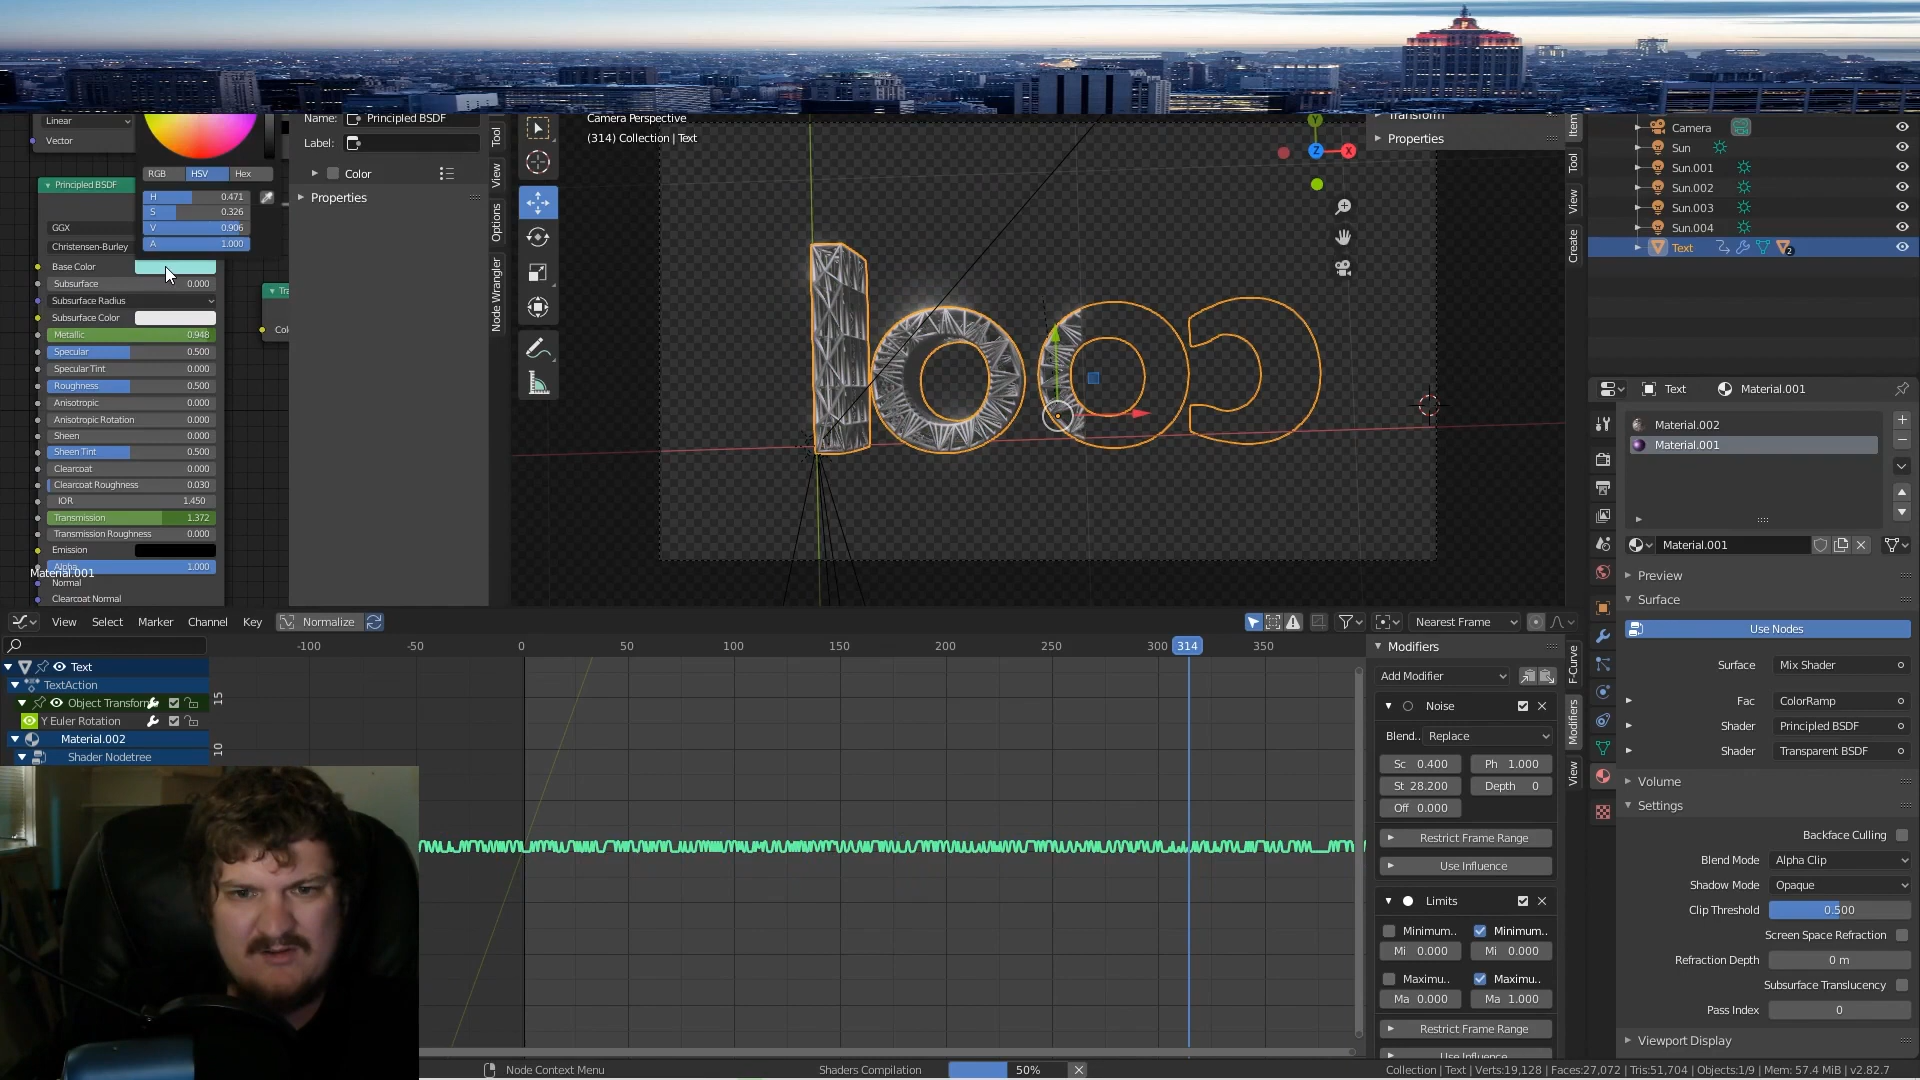 Linear
Vector
Principled BSDF
GGX
Christensen-Burley
RGB
HSV
Hex
H 0.471
S 0.326
V 0.906
A 1.000
Base Color
Subsurface 0.000
Subsurface Radius
Subsurface Color
Metallic 0.948
Specular 0.500
Specular Tint 0.000
Roughness 0.500
Anisotropic 0.000
Anisotropic Rotation 0.000
Sheen 0.000
Sheen Tint 0.500
Clearcoat 0.000
Clearcoat Roughness 0.030
IOR 1.450
Transmission 1.372
Transmission Roughness 0.000
Emission
Alpha 1.000
Material.001
Normal
Clearcoat Normal
Tra
Colo
Name: Principled BSDF
Label:
Color
Properties
Tool
View
Options
Node Wrangler
Camera Perspective
(314) Collection | Text
Y
Z
X
cool
Transform
Properties
Item
Tool
View
Create
Camera
Sun
Sun.001
Sun.002
Sun.003
Sun.004
Text
2
Text
Material.001
Material.002
Material.001
Material.001
Preview
Surface
Use Nodes
Surface Mix Shader
Fac ColorRamp
Shader Principled BSDF
Shader Transparent BSDF
Volume
Settings
Backface Culling
Blend Mode Alpha Clip
Shadow Mode Opaque
Clip Threshold 0.500
Screen Space Refraction
Refraction Depth 0 m
Subsurface Translucency
Pass Index 0
Viewport Display
View Select Marker Channel Key Normalize
Nearest Frame
-100 -50 0 50 100 150 200 250 300 314 350
15
10
Text
TextAction
Object Transform
Y Euler Rotation
Material.002
Shader Nodetree
Modifiers
Add Modifier
Noise
Blend.. Replace
Sc 0.400 Ph 1.000
St 28.200 Depth 0
Off 0.000
Restrict Frame Range
Use Influence
Limits
Minimum.. Minimum..
Mi 0.000 Mi 0.000
Maximu.. Maximu..
Ma 0.000 Ma 1.000
Restrict Frame Range
Use Influence
F-Curve
Modifiers
View
Node Context Menu
Shaders Compilation 50%
Collection | Text | Verts:19,128 | Faces:27,072 | Tris:51,704 | Objects:1/9 | Mem: 57.4 MiB | v2.82.7